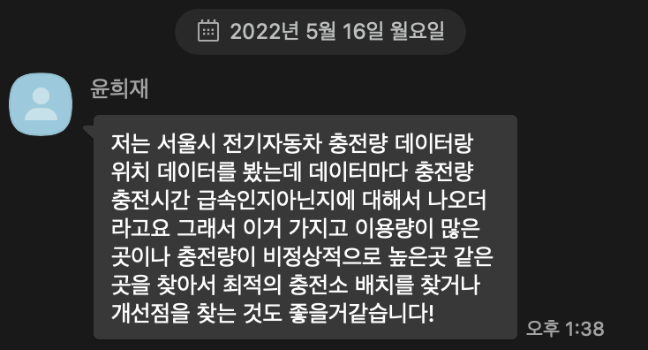 2022년 5월 16일 월요일
윤희재
저는 서울시 전기자동차 충전량 데이터랑
위치 데이터를 봤는데 데이터마다 충전량
충전시간 급속인지아닌지에 대해서 나오더
라고요 그래서 이거 가지고 이용량이 많은
곳이나 충전량이 비정상적으로 높은곳 같은
곳을 찾아서 최적의 충전소 배치를 찾거나
개선점을 찾는 것도 좋을거같습니다!
오후 1:38